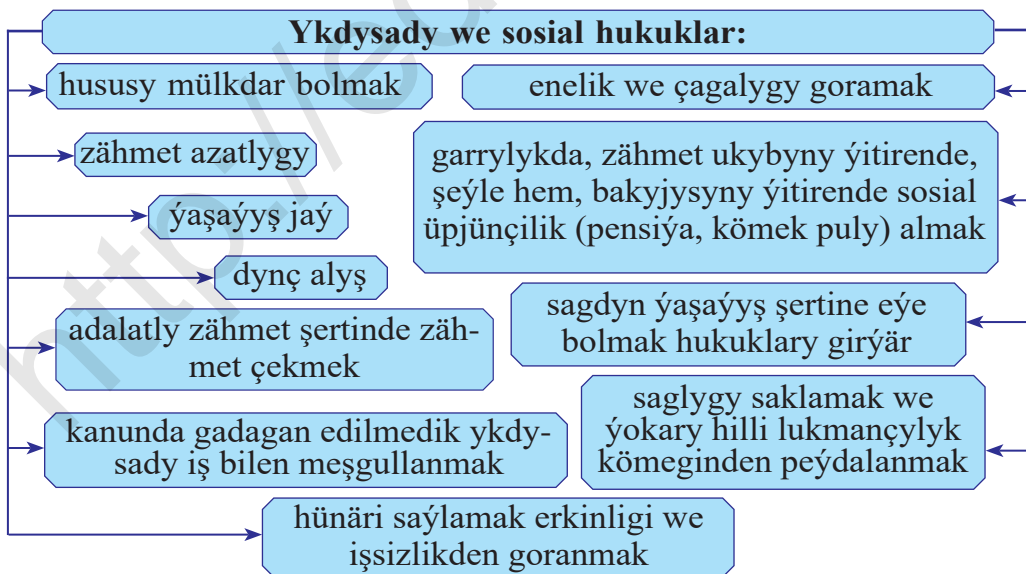 Ykdysady we sosial hukuklar:
hususy mülkdar bolmak
zähmet azatlygy
ýaşaýyş jaý
dynç alyş
adalatly zähmet şertinde zäh-
met çekmek
kanunda gadagan edilmedik ykdy-
sady iş bilen meşgullanmak
hünäri saýlamak erkinligi we
işsizlikden goranmak
enelik we çagalygy goramak
garrylykda, zähmet ukybyny ýitirende,
şeýle hem, bakyjysyny ýitirende sosial
üpjünçilik (pensiýa, kömek puly) almak
sagdyn ýaşaýyş şertine eýe
bolmak hukuklary girýär
saglygy saklamak we
ýokary hilli lukmançylyk
kömeginden peýdalanmak
http://e